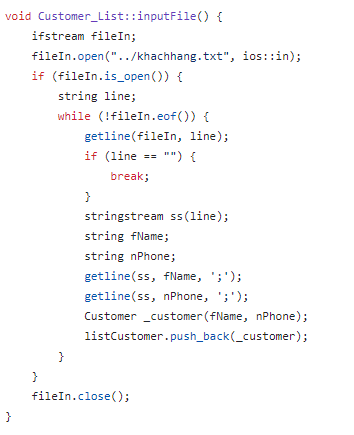 void Customer_List::inputFile() {
    ifstream fileIn;
    fileIn.open("../khachhang.txt", ios::in);
    if (fileIn.is_open()) {
        string line;
        while (!fileIn.eof()) {
            getline(fileIn, line);
            if (line == "") {
                break;
            }
            stringstream ss(line);
            string fName;
            string nPhone;
            getline(ss, fName, ';');
            getline(ss, nPhone, ';');
            Customer _customer(fName, nPhone);
            listCustomer.push_back(_customer);
        }
    }
    fileIn.close();
}